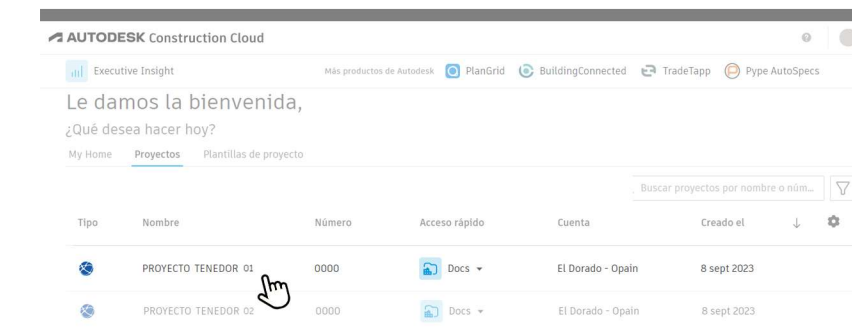 AUTODESK Construction Cloud
Executive Insight Más productos de Autodesk PlanGrid BuildingConnected TradeTapp Pype AutoSpecs
Le damos la bienvenida,
¿Qué desea hacer hoy?
My Home Proyectos Plantillas de proyecto
Buscar proyectos por nombre o núm...
Tipo Nombre Número Acceso rápido Cuenta Creado el
PROYECTO TENEDOR 01 0000 Docs El Dorado - Opain 8 sept 2023
PROYECTO TENEDOR 02 0000 Docs El Dorado - Opain 8 sept 2023